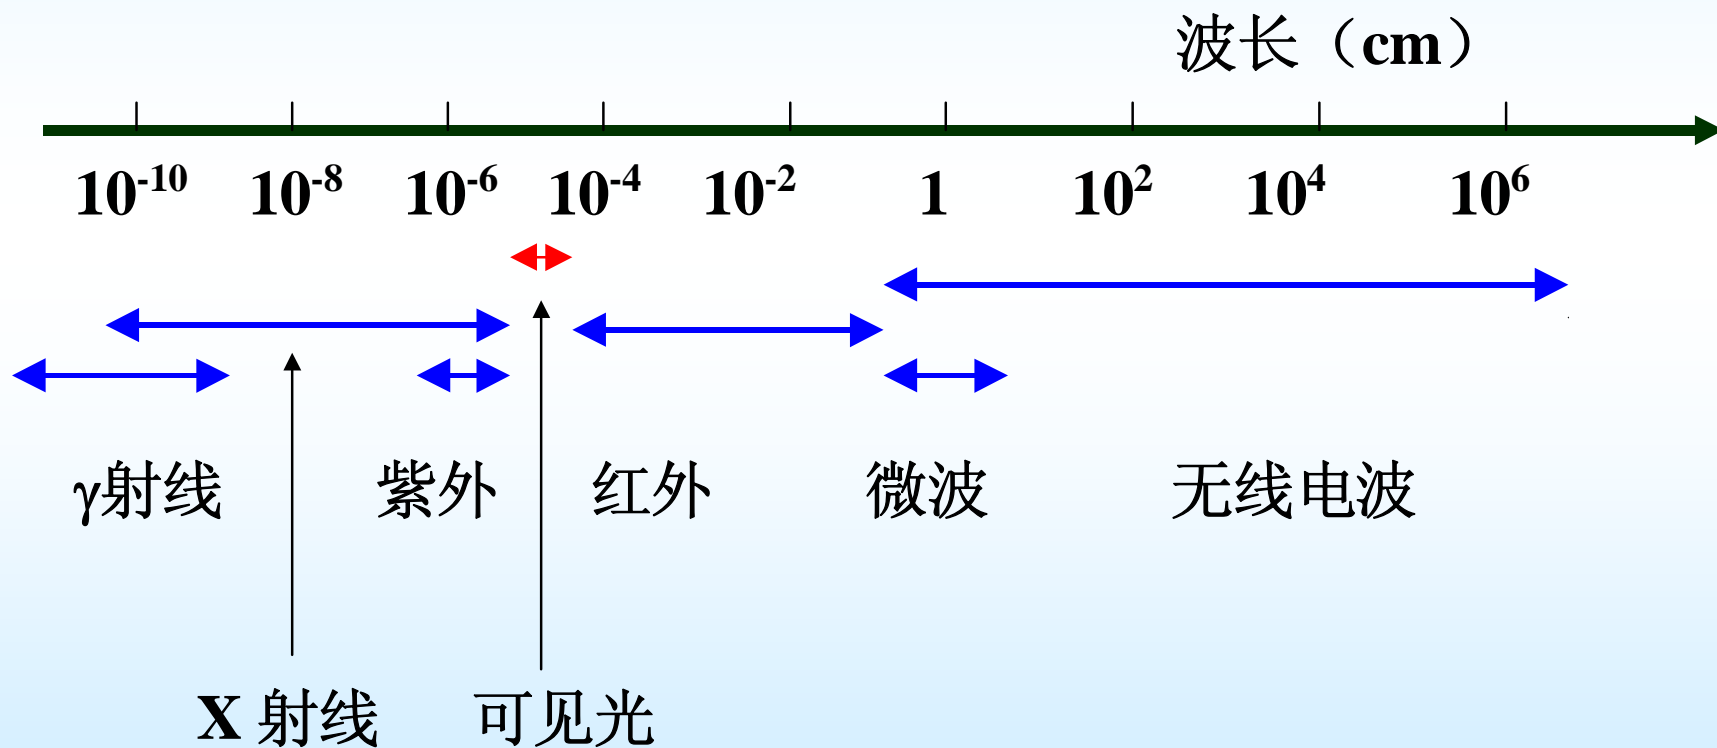 波长（cm）
10⁻¹⁰ 10⁻⁸ 10⁻⁶ 10⁻⁴ 10⁻² 1 10² 10⁴ 10⁶
γ射线 紫外 红外 微波 无线电波
X 射线 可见光